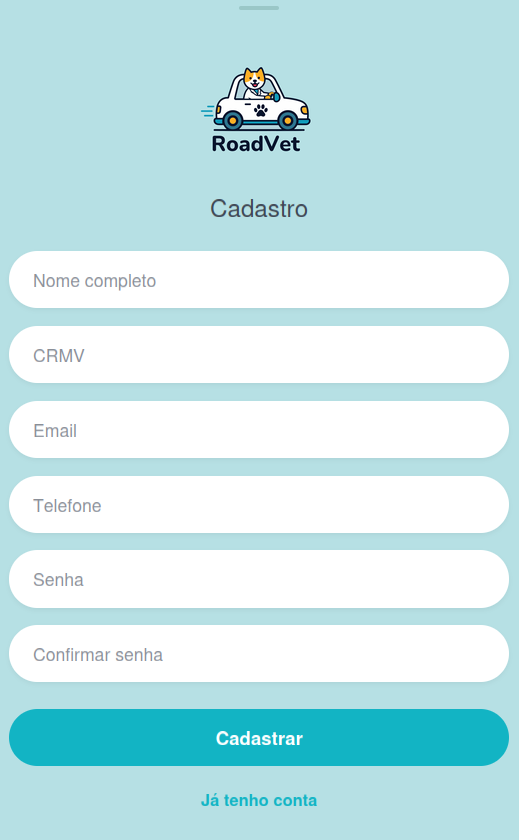 RoadVet
Cadastro
Nome completo
CRMV
Email
Telefone
Senha
Confirmar senha
Cadastrar
Já tenho conta